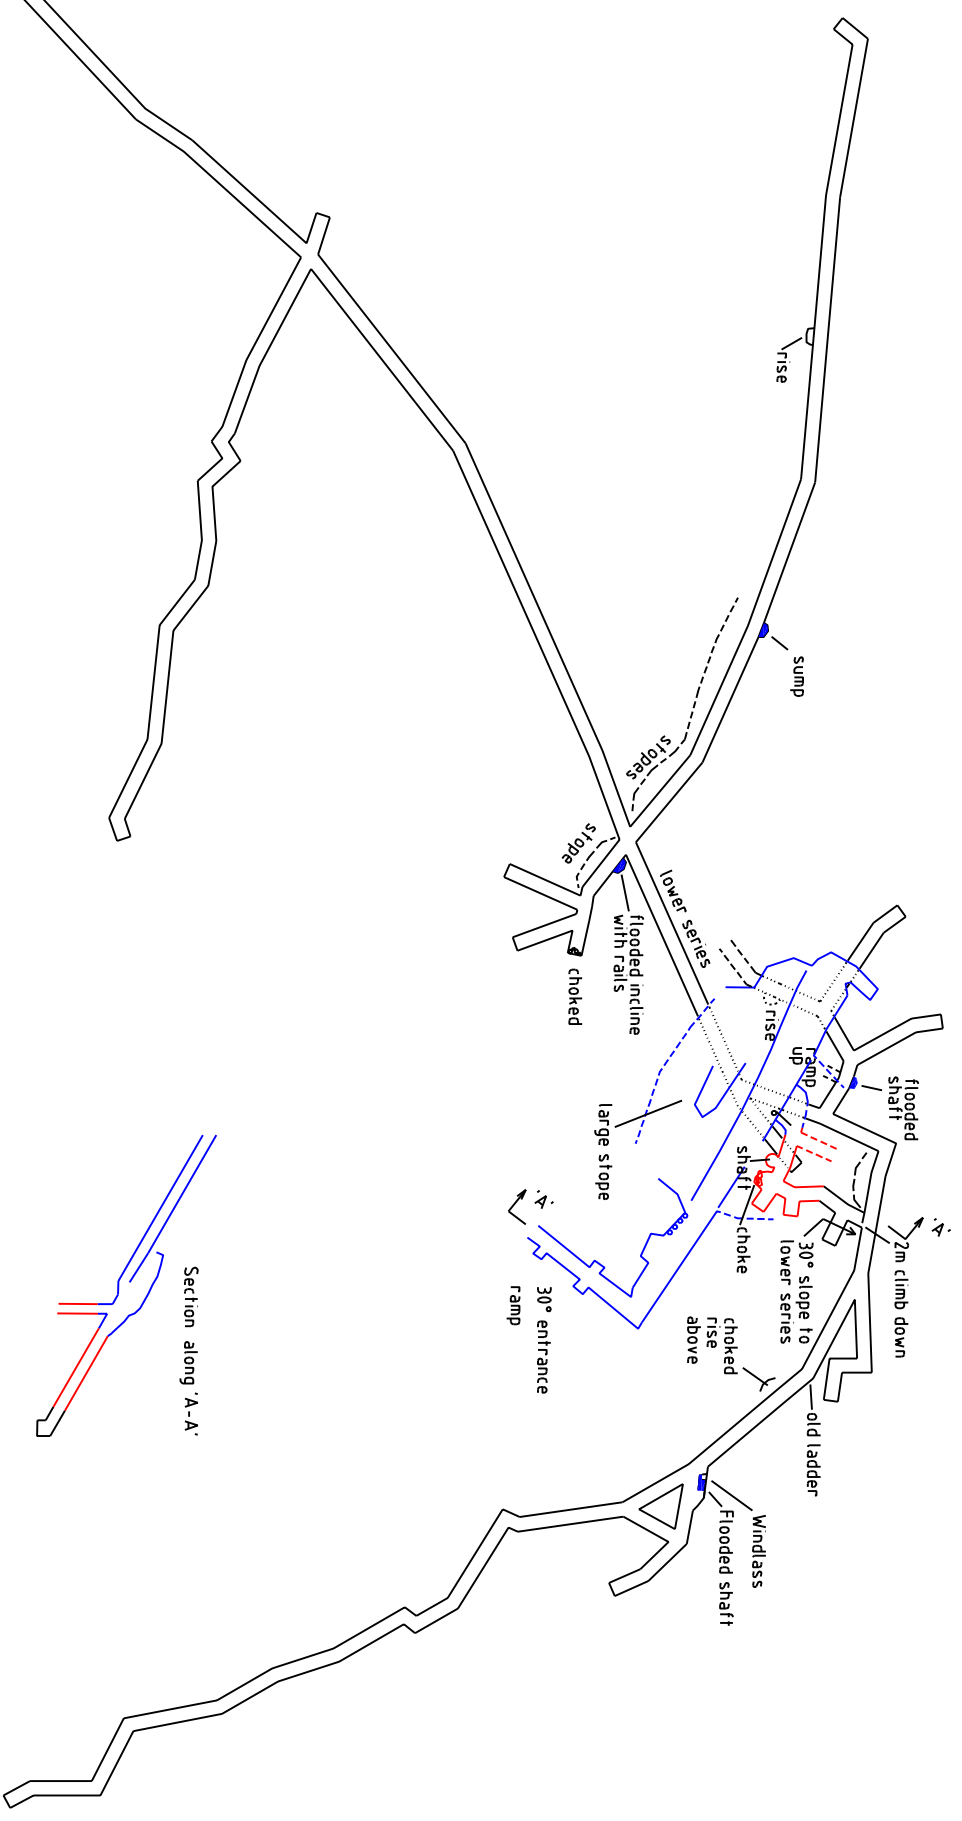 rise
sump
stopes
stope
lower series
flooded incline
with rails
choked
rise
ramp
up
flooded
shaft
large stope
shaft
choke
'A'
'A'
2m climb down
30° slope to
lower series
30° entrance
ramp
choked
rise
above
old ladder
Windlass
Flooded shaft
Section along 'A-A'